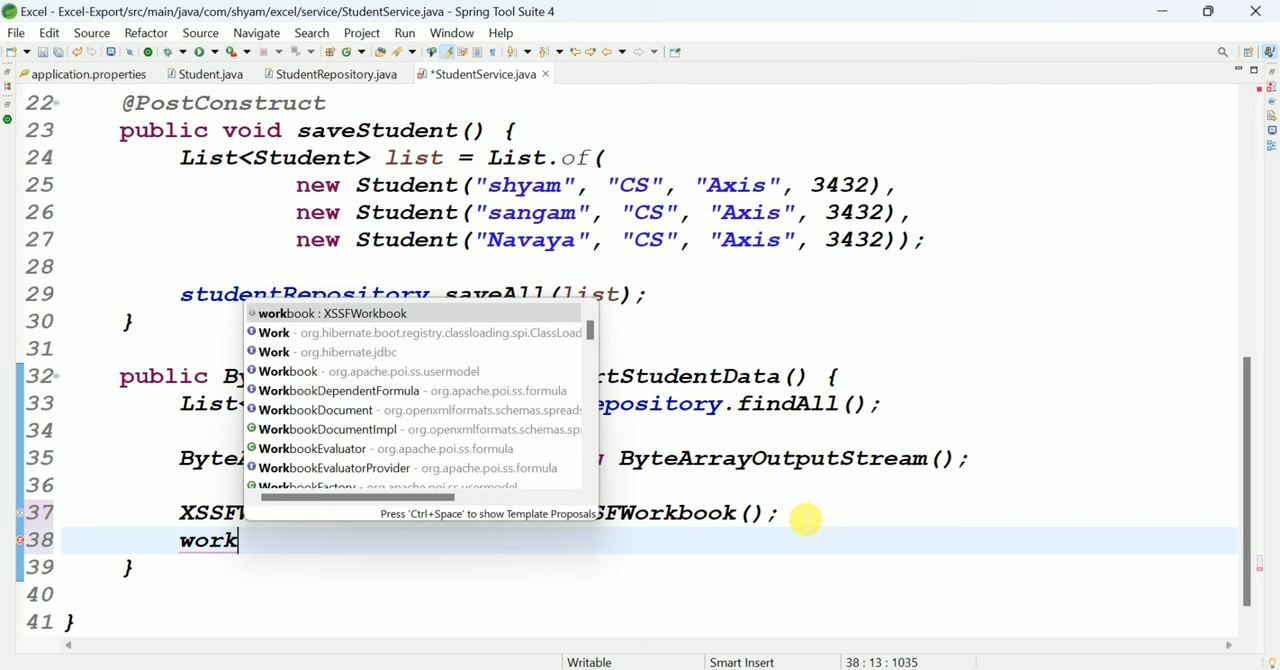 Excel - Excel-Export/src/main/java/com/shyam/excel/service/StudentService.java - Spring Tool Suite 4
File Edit Source Refactor Source Navigate Search Project Run Window Help
application.properties Student.java StudentRepository.java *StudentService.java
22 @PostConstruct
23 public void saveStudent() {
24 List<Student> list = List.of(
25 new Student("shyam", "CS", "Axis", 3432),
26 new Student("sangam", "CS", "Axis", 3432),
27 new Student("Navaya", "CS", "Axis", 3432));
28
29 studentRepository.saveAll(list);
30 }
31
32 public By rtStudentData() {
33 List< epository.findAll();
34
35 ByteA ByteArrayOutputStream();
36
37 XSSFW SFWorkbook();
38 work
39 }
40
41 }
workbook : XSSFWorkbook
Work - org.hibernate.boot.registry.classloading.spi.ClassLoad
Work - org.hibernate.jdbc
Workbook - org.apache.poi.ss.usermodel
WorkbookDependentFormula - org.apache.poi.ss.formula
WorkbookDocument - org.openxmlformats.schemas.spreads
WorkbookDocumentImpl - org.openxmlformats.schemas.sp
WorkbookEvaluator - org.apache.poi.ss.formula
WorkbookEvaluatorProvider - org.apache.poi.ss.formula
WorkbookFactory - org.apache.poi.ss.usermodel
Press 'Ctrl+Space' to show Template Proposals
Writable Smart Insert 38 : 13 : 1035